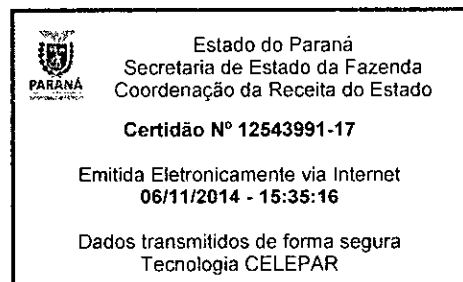 PARANÁ
Estado do Paraná
Secretaria de Estado da Fazenda
Coordenação da Receita do Estado
Certidão Nº 12543991-17
Emitida Eletronicamente via Internet
06/11/2014 - 15:35:16
Dados transmitidos de forma segura
Tecnologia CELEPAR